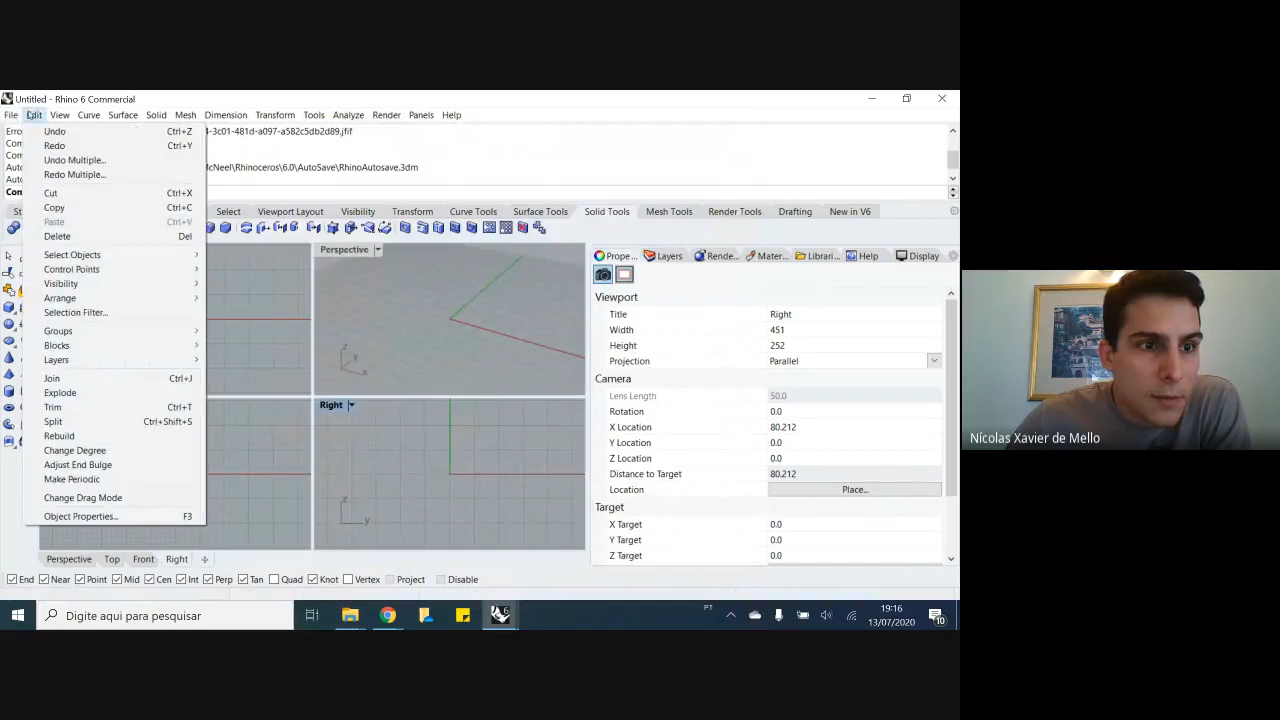 Untitled - Rhino 6 Commercial
File Edit View Curve Surface Solid Mesh Dimension Transform Tools Analyze Render Panels Help
4-3c01-481d-a097-a582c5db2d89.jfif
McNeel\Rhinoceros\6.0\AutoSave\RhinoAutosave.3dm
Undo Ctrl+Z
Redo Ctrl+Y
Undo Multiple...
Redo Multiple...
Cut Ctrl+X
Copy Ctrl+C
Paste Ctrl+V
Delete Del
Select Objects
Control Points
Visibility
Arrange
Selection Filter...
Groups
Blocks
Layers
Join Ctrl+J
Explode
Trim Ctrl+T
Split Ctrl+Shift+S
Rebuild
Change Degree
Adjust End Bulge
Make Periodic
Change Drag Mode
Object Properties... F3
Select Viewport Layout Visibility Transform Curve Tools Surface Tools Solid Tools Mesh Tools Render Tools Drafting New in V6
Perspective
z y x
Right
z y
Prope... Layers Rende... Mater... Librari... Help Display
Viewport
Title Right
Width 451
Height 252
Projection Parallel
Camera
Lens Length 50.0
Rotation 0.0
X Location 80.212
Y Location 0.0
Z Location 0.0
Distance to Target 80.212
Location Place...
Target
X Target 0.0
Y Target 0.0
Z Target 0.0
Perspective Top Front Right
End Near Point Mid Cen Int Perp Tan Quad Knot Vertex Project Disable
Digite aqui para pesquisar
PT
19:16
13/07/2020
10
Nícolas Xavier de Mello